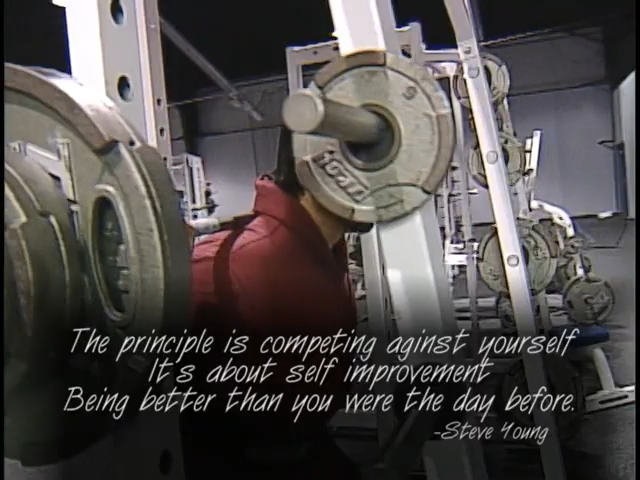 The principle is competing aginst yourself
It's about self improvement
Being better than you were the day before.
-Steve Young